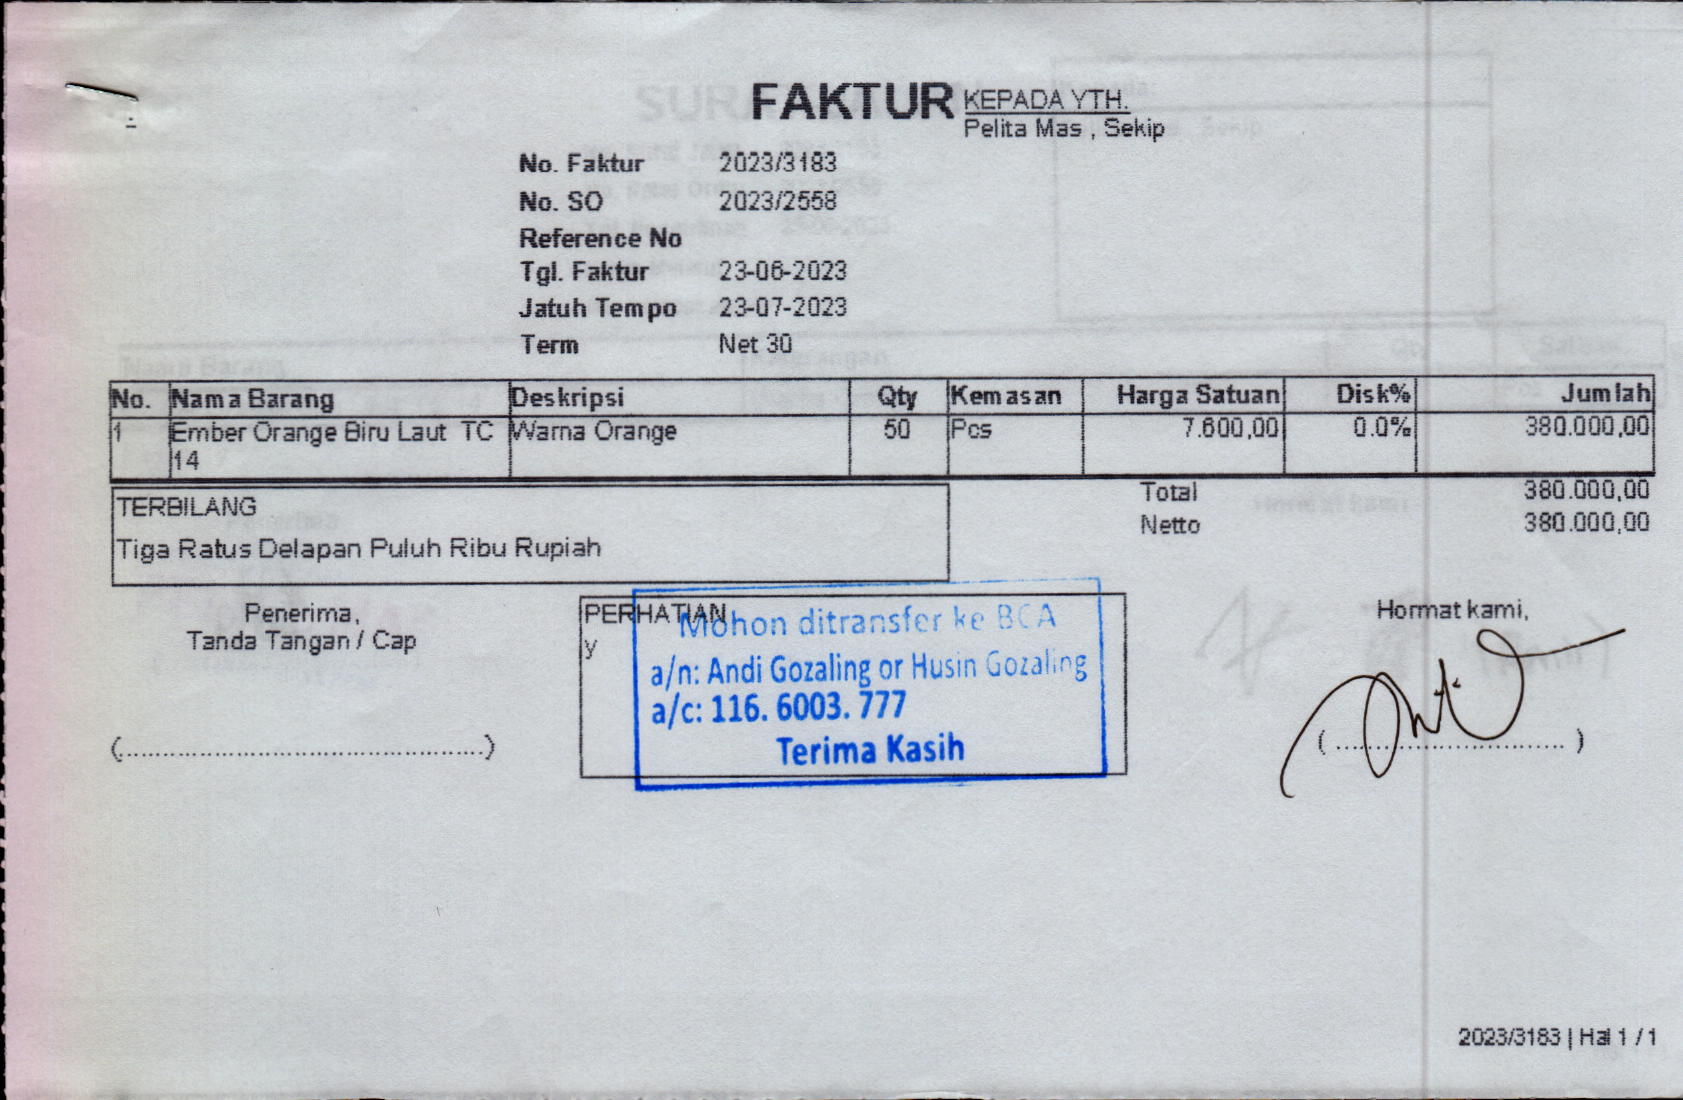 FAKTUR
KEPADA YTH.
Pelita Mas , Sekip
No. Faktur 2023/3183
No. SO 2023/2558
Reference No
Tgl. Faktur 23-06-2023
Jatuh Tempo 23-07-2023
Term Net 30
No. Nama Barang Deskripsi Qty Kemasan Harga Satuan Disk% Jumlah
1 Ember Orange Biru Laut TC Warna Orange 50 Pcs 7.600,00 0.0% 380.000,00
14
Total 380.000,00
Netto 380.000,00
TERBILANG
Tiga Ratus Delapan Puluh Ribu Rupiah
Penerima,
Tanda Tangan / Cap
(................................................)
PERHATIAN
y
Mohon ditransfer ke BCA
a/n: Andi Gozaling or Husin Gozaling
a/c: 116. 6003. 777
Terima Kasih
Hormat kami,
( .............................. )
2023/3183 | Hal 1 / 1